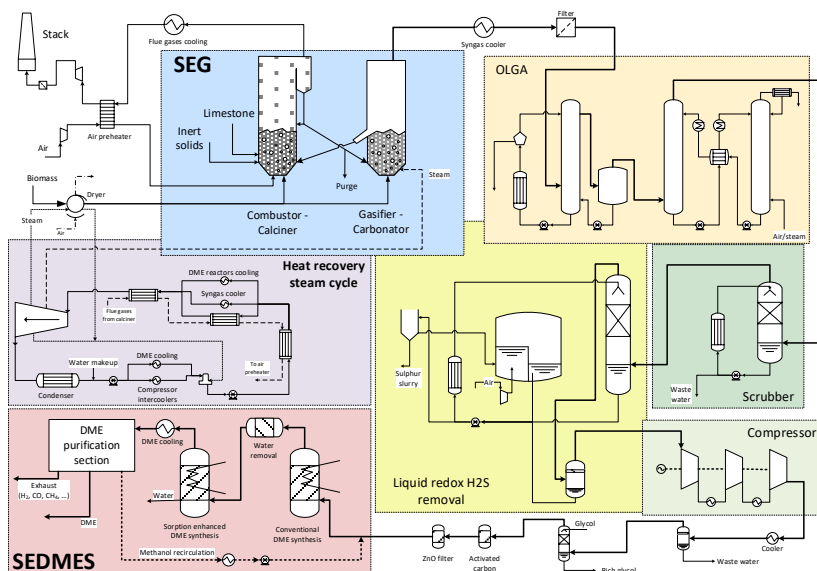 Stack
Flue gases cooling
SEG
Syngas cooler
Filter
OLGA
Limestone
Inert
solids
Air preheater
Air
Purge
Steam
Biomass
Dryer
Combustor -
Calciner
Gasifier -
Carbonator
Steam
Air
Air/steam
Heat recovery
steam cycle
DME reactors cooling
Syngas cooler
Flue gases
from calciner
To air
preheater
Water makeup
DME cooling
Condenser
Compressor
intercoolers
Sulphur
slurry
Air
Liquid redox H2S
removal
Waste
water
Scrubber
Compressor
DME
purification
section
DME cooling
Water
removal
Exhaust
(H2, CO, CH4, ...)
Water
DME
Sorption enhanced
DME synthesis
Conventional
DME synthesis
SEDMES
Methanol recirculation
ZnO filter
Activated
carbon
Glycol
Rich glycol
Waste water
Cooler